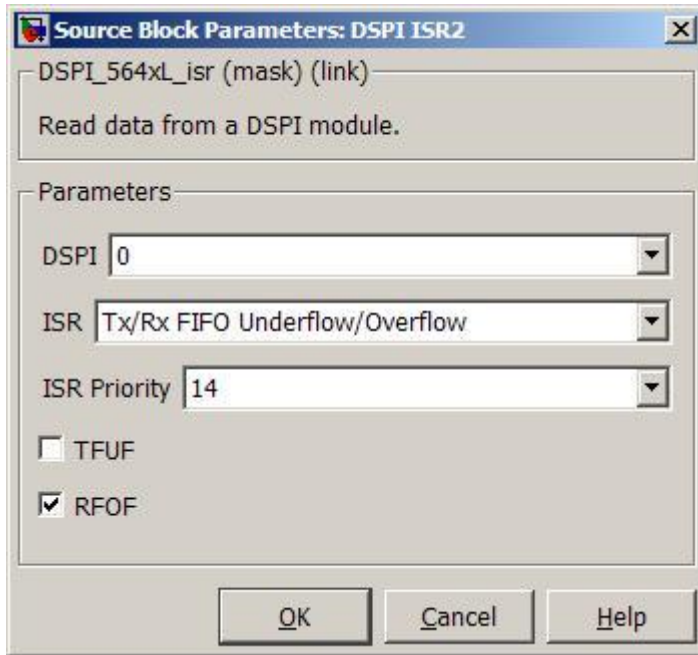 Source Block Parameters: DSPI ISR2
DSPI_564xL_isr (mask) (link)
Read data from a DSPI module.
Parameters
DSPI 0
ISR Tx/Rx FIFO Underflow/Overflow
ISR Priority 14
TFUF
RFOF
OK Cancel Help